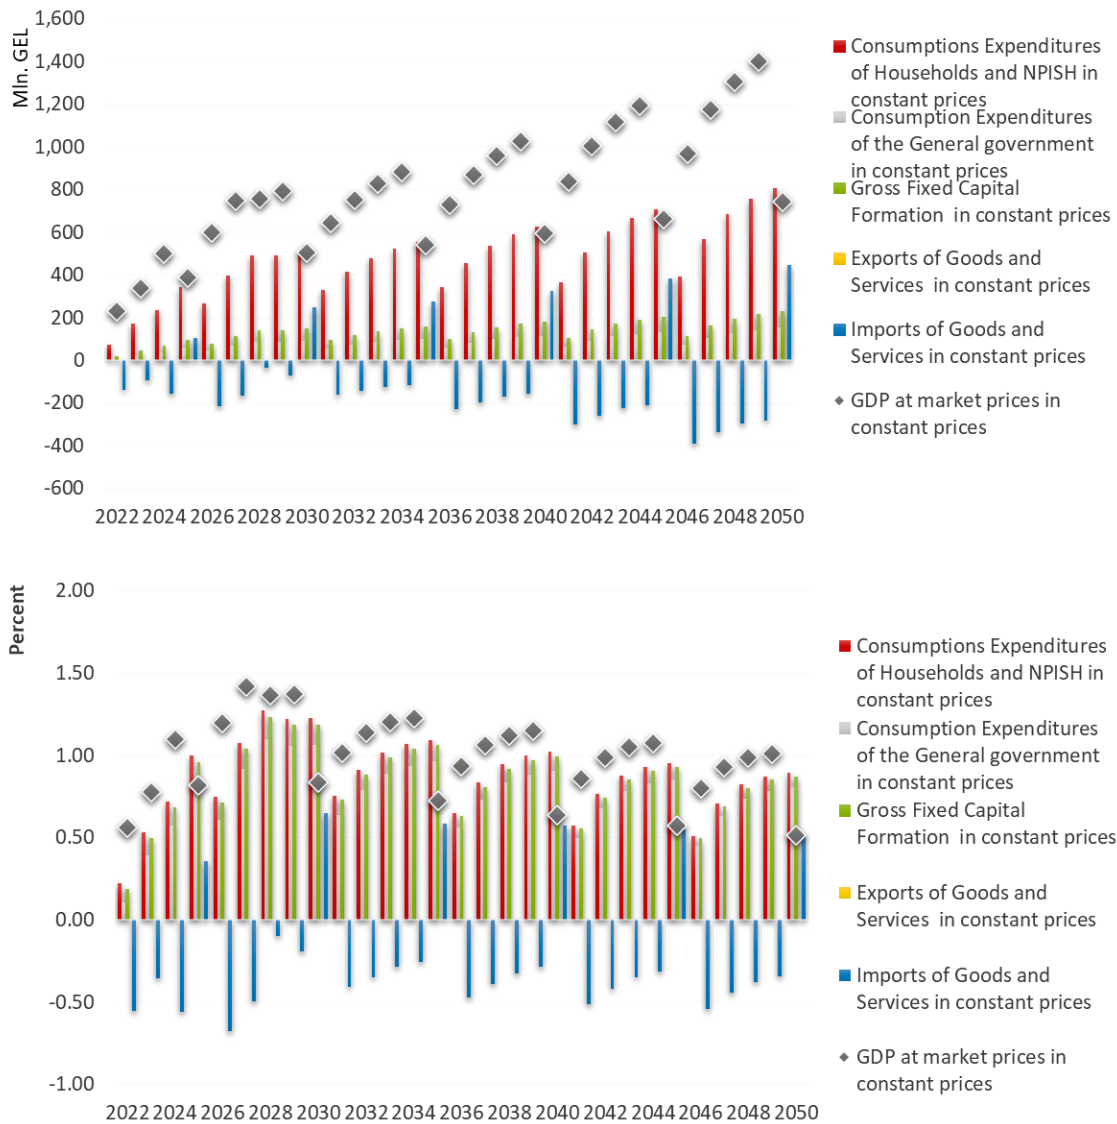 Mln. GEL
1,600
1,400
1,200
1,000
800
600
400
200
0
-200
-400
-600
2022 2024 2026 2028 2030 2032 2034 2036 2038 2040 2042 2044 2046 2048 2050
Consumptions Expenditures
of Households and NPISH in
constant prices
Consumption Expenditures
of the General government
in constant prices
Gross Fixed Capital
Formation in constant prices
Exports of Goods and
Services in constant prices
Imports of Goods and
Services in constant prices
GDP at market prices in
constant prices
Percent
2.00
1.50
1.00
0.50
0.00
-0.50
-1.00
2022 2024 2026 2028 2030 2032 2034 2036 2038 2040 2042 2044 2046 2048 2050
Consumptions Expenditures
of Households and NPISH in
constant prices
Consumption Expenditures
of the General government
in constant prices
Gross Fixed Capital
Formation in constant prices
Exports of Goods and
Services in constant prices
Imports of Goods and
Services in constant prices
GDP at market prices in
constant prices